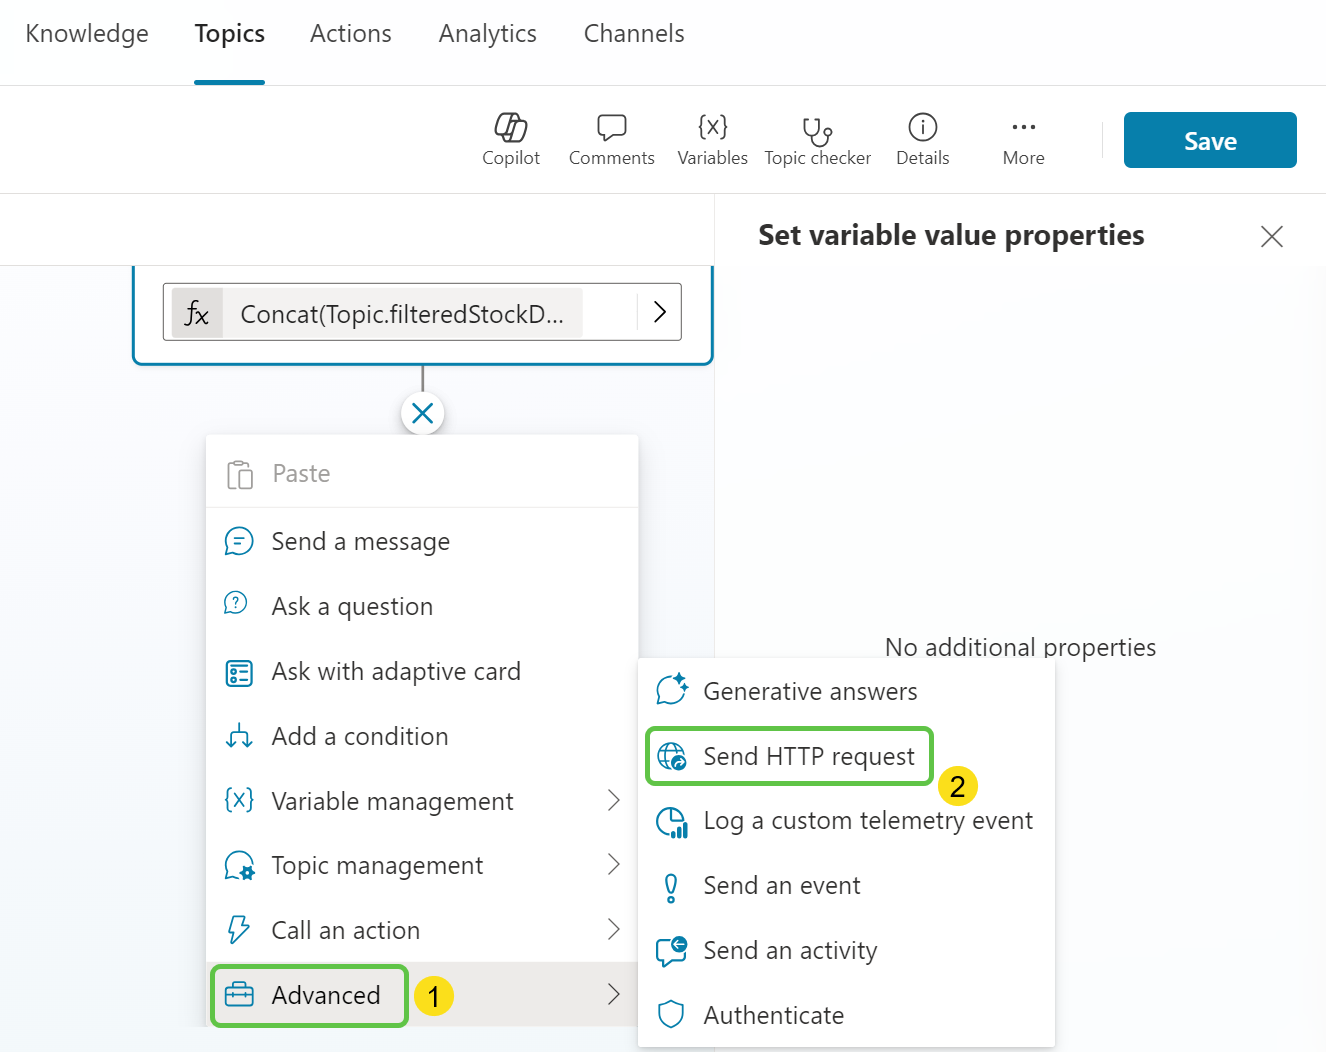 Knowledge Topics Actions Analytics Channels
Copilot Comments {x} Variables Topic checker Details More Save
Set variable value properties
fx Concat(Topic.filteredStockD...
Paste
Send a message
Ask a question
Ask with adaptive card
Add a condition
{x} Variable management
Topic management
Call an action
Advanced 1
No additional properties
Generative answers
Send HTTP request
2
Log a custom telemetry event
Send an event
Send an activity
Authenticate